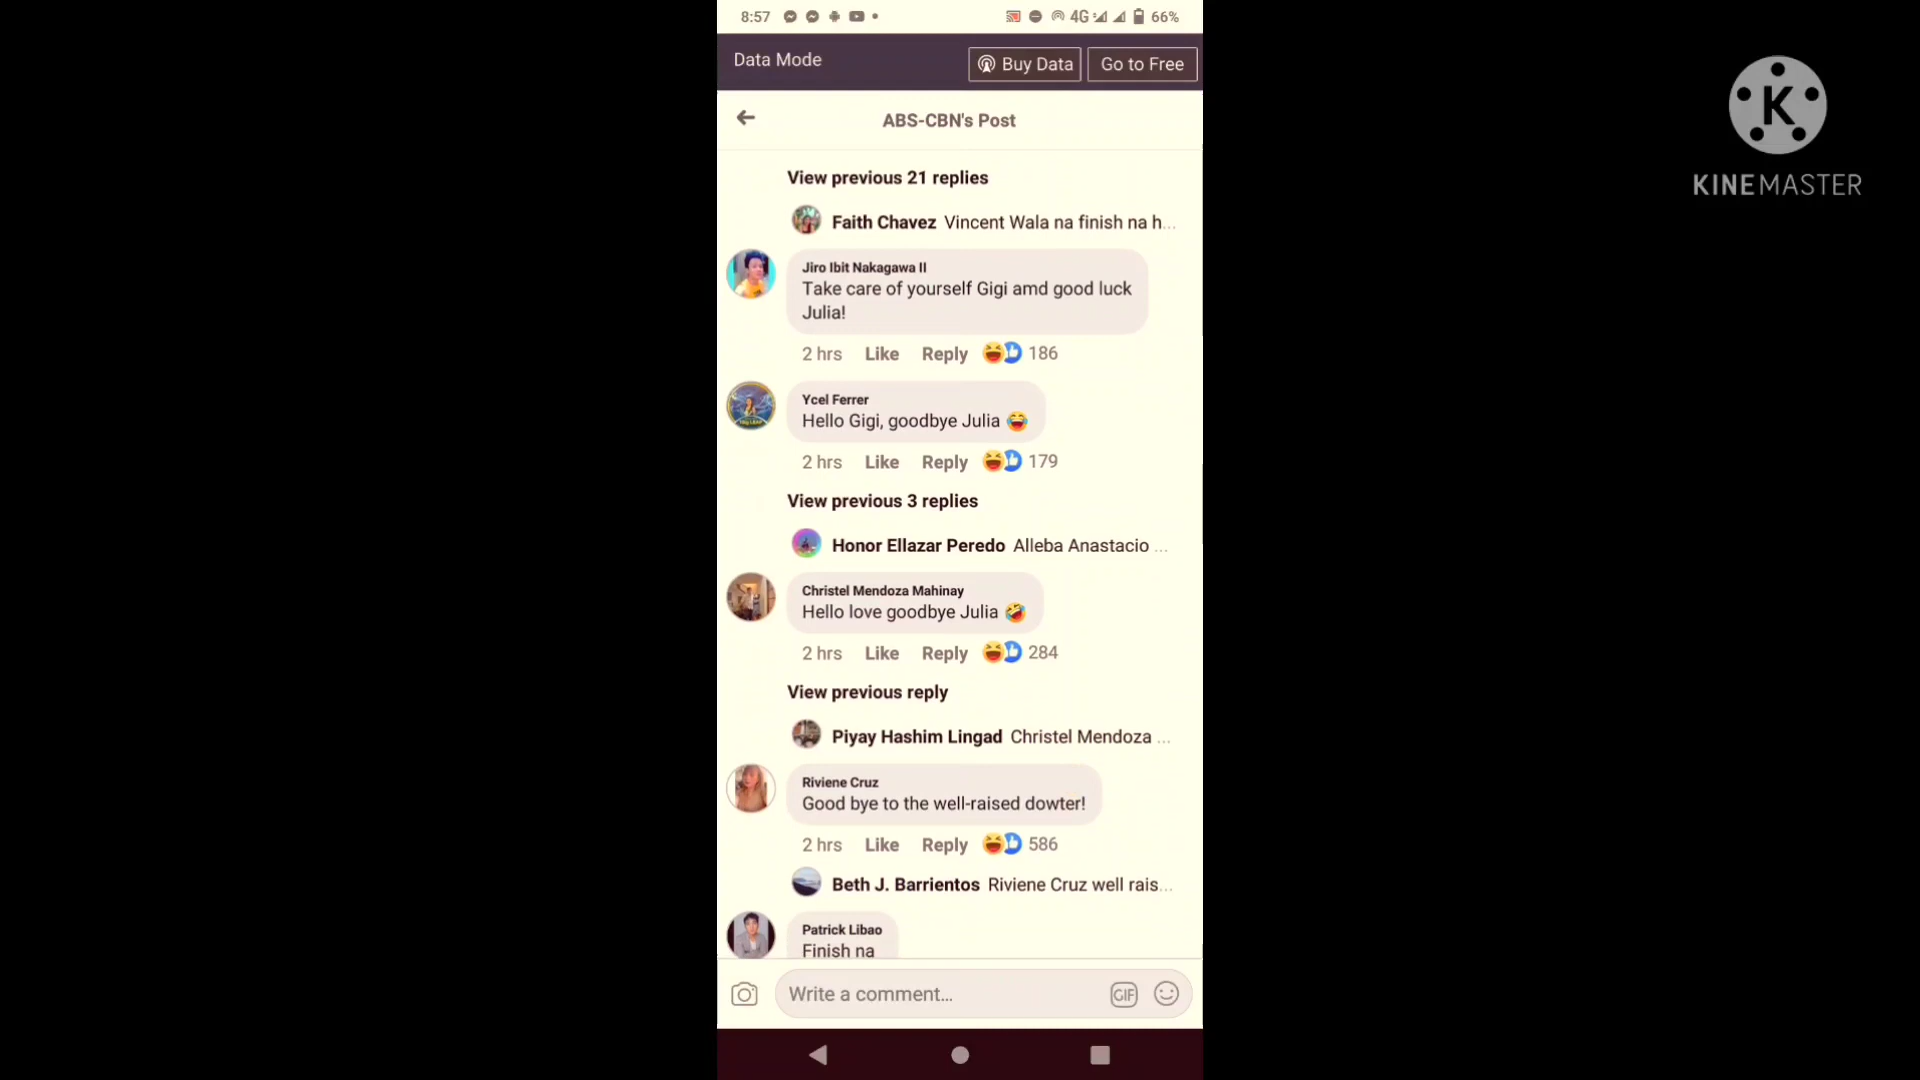 8:57
4G
66%
Data Mode
Buy Data
Go to Free
ABS-CBN's Post
View previous 21 replies
Faith Chavez Vincent Wala na finish na h...
Jiro Ibit Nakagawa II
Take care of yourself Gigi amd good luck
Julia!
2 hrs Like Reply 186
Ycel Ferrer
Hello Gigi, goodbye Julia 😂
2 hrs Like Reply 179
View previous 3 replies
Honor Ellazar Peredo Alleba Anastacio ...
Christel Mendoza Mahinay
Hello love goodbye Julia 🤣
2 hrs Like Reply 284
View previous reply
Piyay Hashim Lingad Christel Mendoza ...
Riviene Cruz
Good bye to the well-raised dowter!
2 hrs Like Reply 586
Beth J. Barrientos Riviene Cruz well rais...
Patrick Libao
Finish na
Write a comment...
GIF
K
KINEMASTER